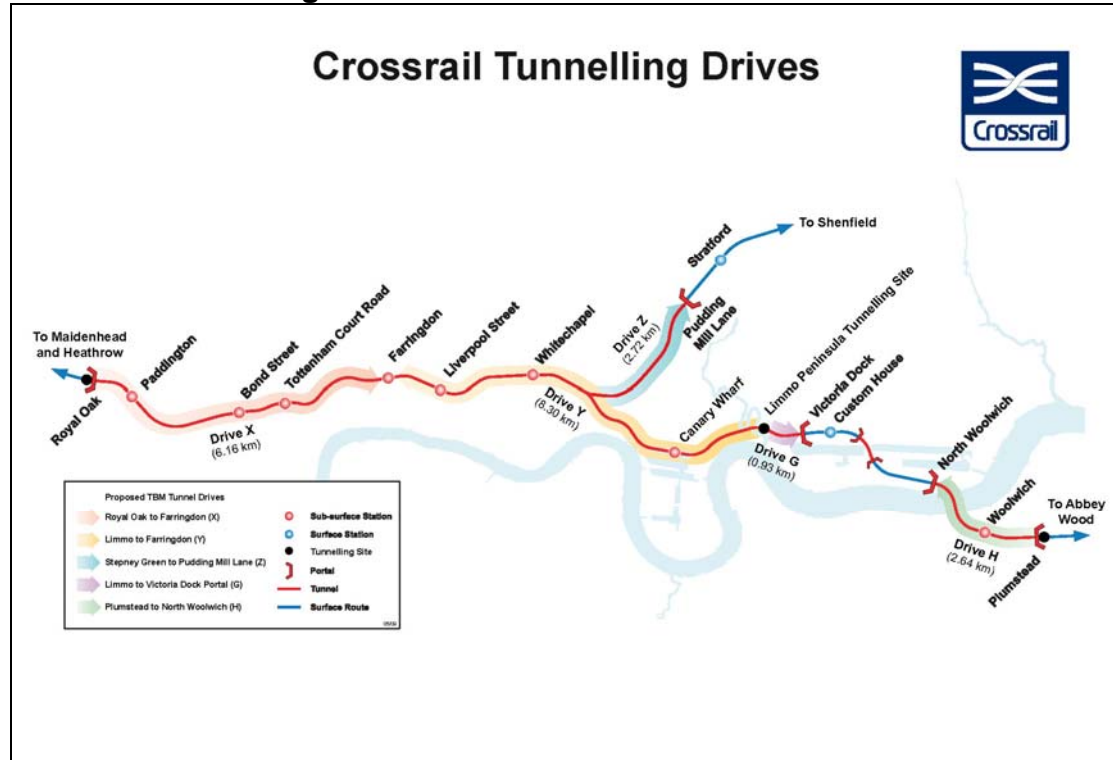 Crossrail Tunnelling Drives
Crossrail
To Shenfield
Stratford
Pudding
Mill Lane
Drive Z
(2.72 km)
To Maidenhead
and Heathrow
Royal Oak
Paddington
Bond Street
Tottenham Court Road
Farringdon
Liverpool Street
Whitechapel
Drive X
(6.16 km)
Drive Y
(8.30 km)
Canary Wharf
Limmo Peninsula Tunnelling Site
Drive G
(0.93 km)
Victoria Dock
Custom House
North Woolwich
Woolwich
Drive H
(2.64 km)
Plumstead
To Abbey
Wood
Proposed TBM Tunnel Drives
Royal Oak to Farringdon (X)
Limmo to Farringdon (Y)
Stepney Green to Pudding Mill Lane (Z)
Limmo to Victoria Dock Portal (G)
Plumstead to North Woolwich (H)
Sub-surface Station
Surface Station
Tunnelling Site
Portal
Tunnel
Surface Route